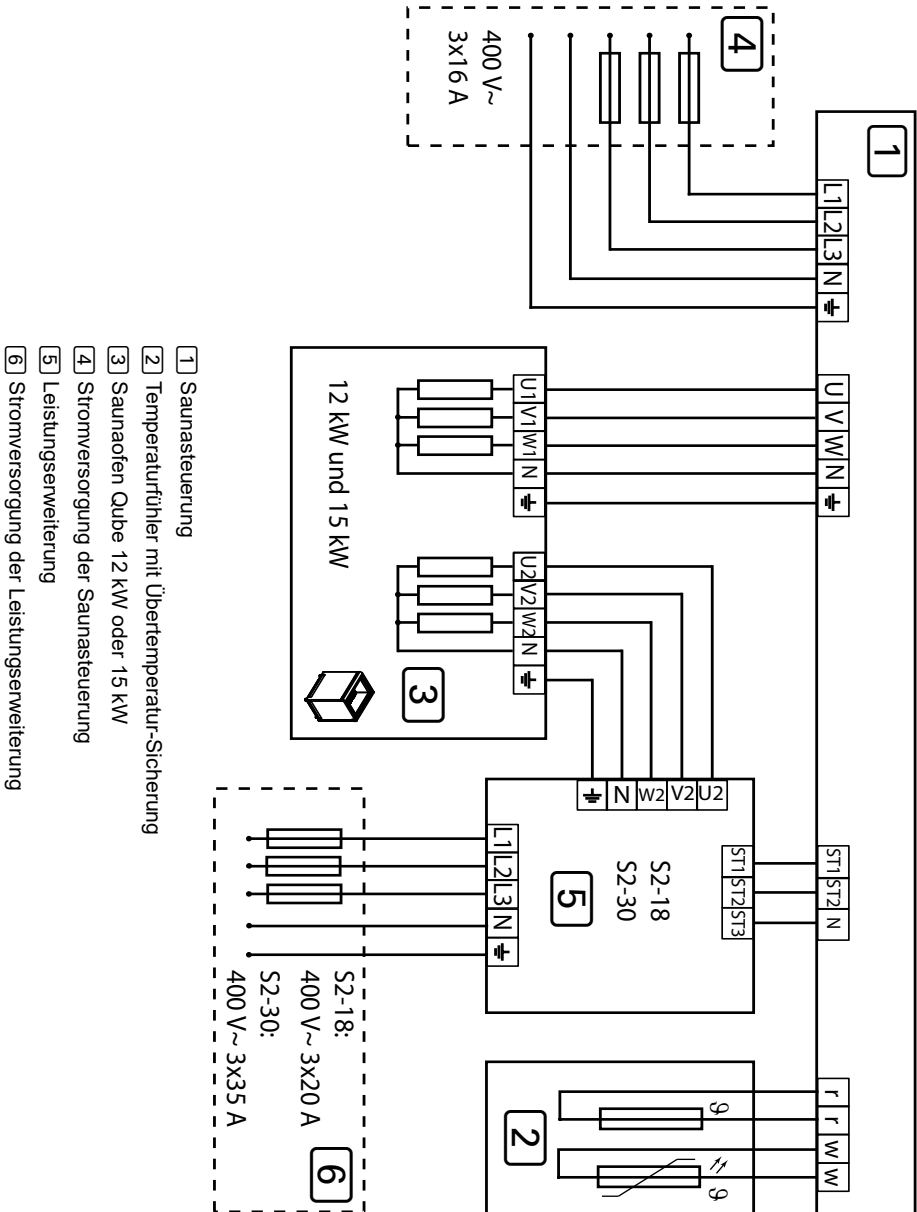 1
L1 L2 L3 N
U V W N
ST1 ST2 N
r r w w
4
400 V~
3x16 A
U1 V1 W1 N
U2 V2 W2 N
12 kW und 15 kW
3
ST1 ST2 ST3
U2 V2 W2 N
S2-18
S2-30
5
L1 L2 L3 N
ϑ
ϑ
2
S2-18:
400 V~ 3x20 A
S2-30:
400 V~ 3x35 A
6
1 Saunasteuerung
2 Temperaturfühler mit Übertemperatur-Sicherung
3 Saunaofen Qube 12 kW oder 15 kW
4 Stromversorgung der Saunasteuerung
5 Leistungserweiterung
6 Stromversorgung der Leistungserweiterung